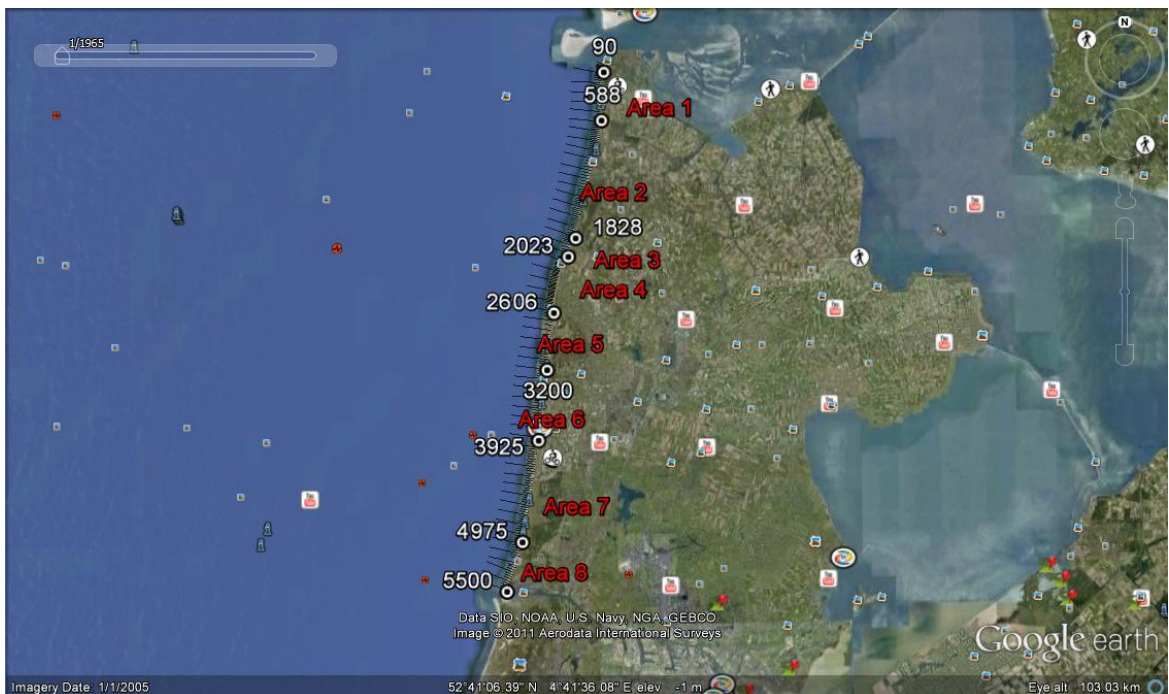 1/1965
90
N
588
Area 1
Area 2
1828
2023
Area 3
Area 4
2606
Area 5
3200
Area 6
3925
Area 7
4975
Area 8
5500
Data SIO, NOAA, U.S. Navy, NGA, GEBCO
Image © 2011 Aerodata International Surveys
Google earth
Imagery Date: 1/1/2005
52°41'06.39" N 4°41'36.08" E elev -1 m
Eye alt 103.03 km